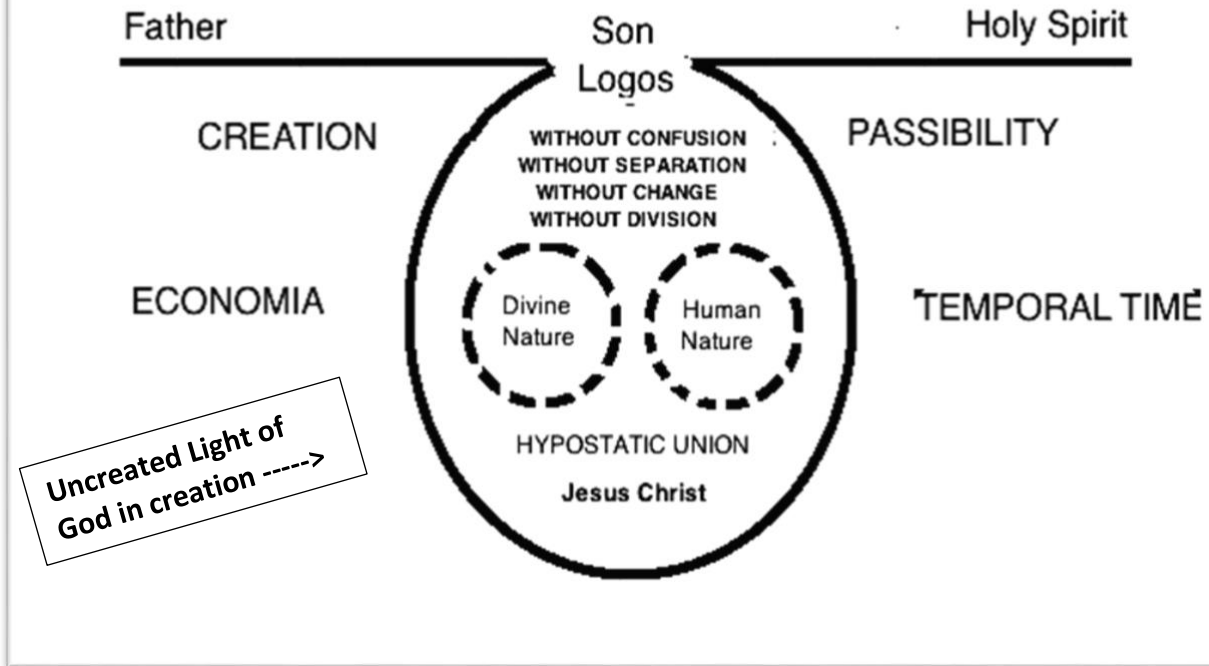 Father
Son
Holy Spirit
Logos
CREATION
PASSIBILITY
WITHOUT CONFUSION
WITHOUT SEPARATION
WITHOUT CHANGE
WITHOUT DIVISION
ECONOMIA
Divine
Nature
Human
Nature
TEMPORAL TIME
HYPOSTATIC UNION
Jesus Christ
Uncreated Light of
God in creation ----->